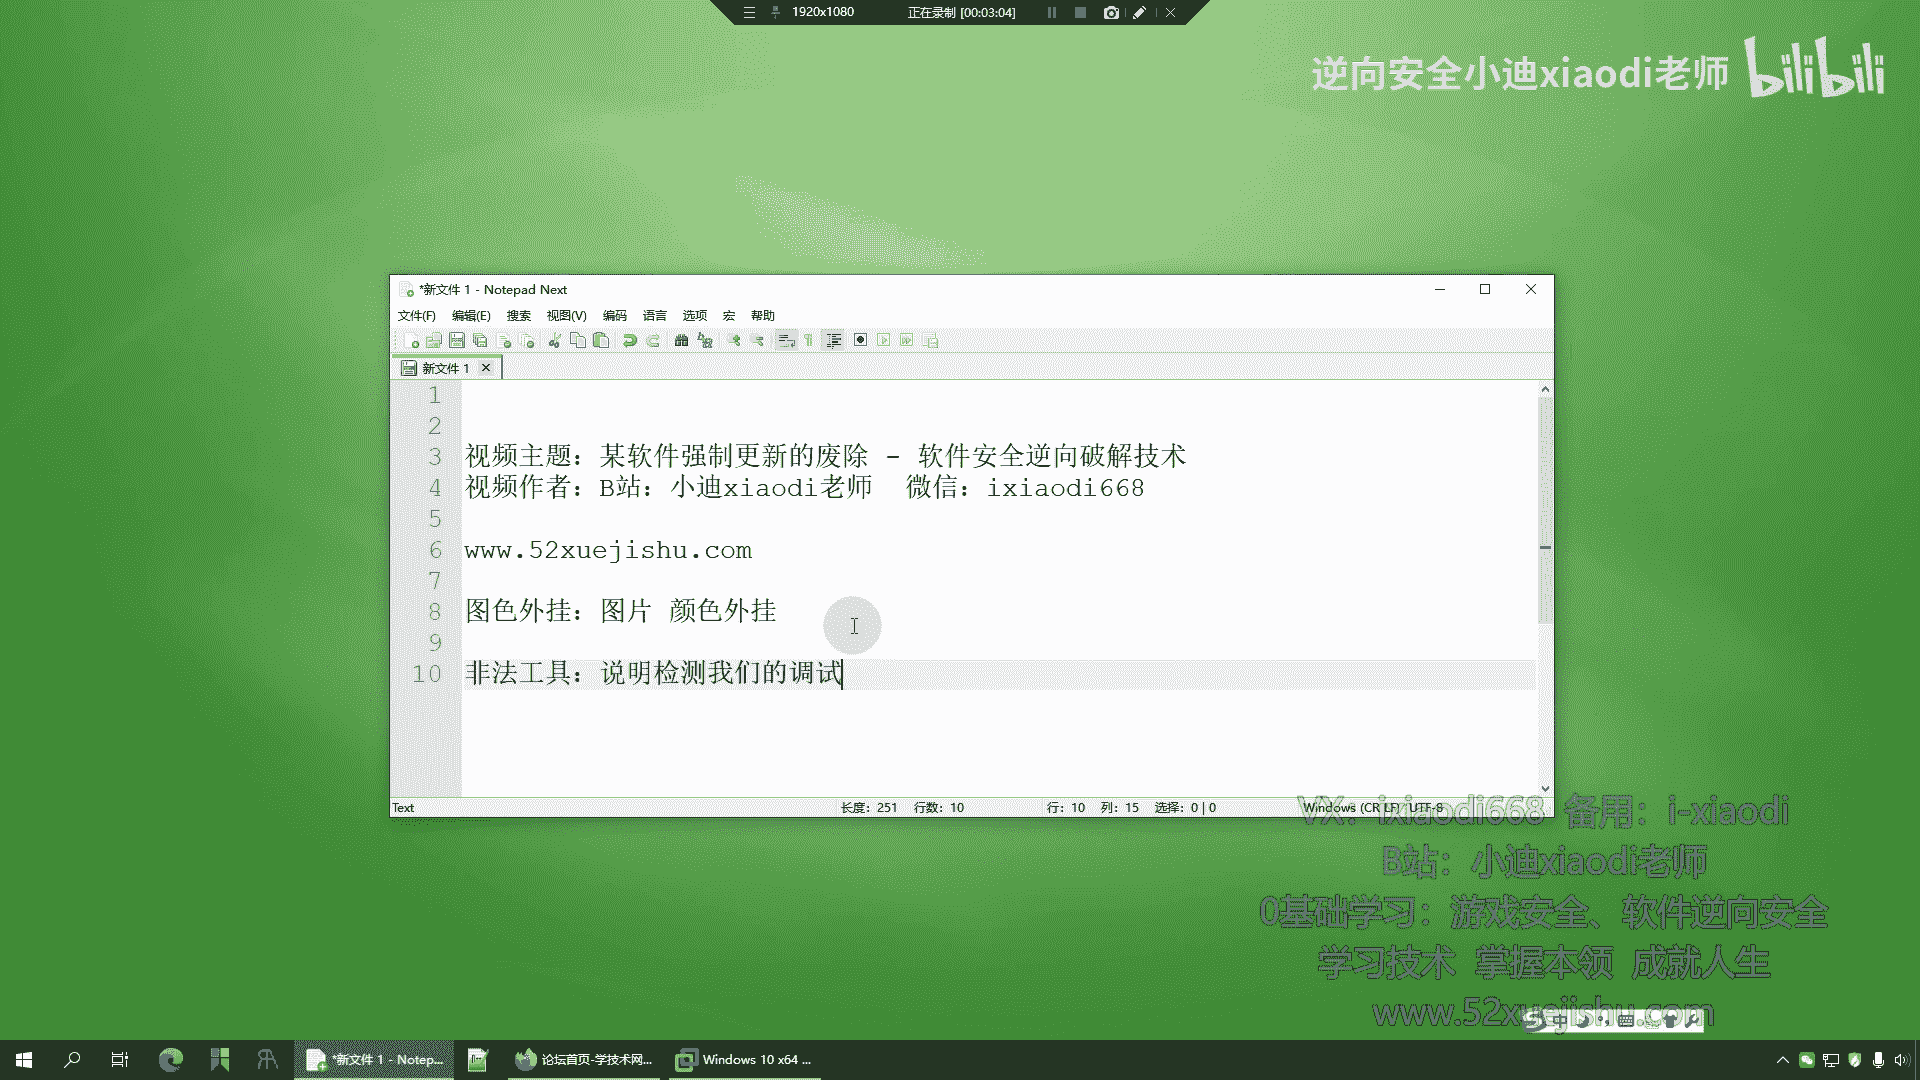 1920x1080 正在录制 [00:03:04]
逆向安全小迪xiaodi老师 bilibili
*新文件 1 - Notepad Next
文件(F) 编辑(E) 搜索 视图(V) 编码 语言 选项 宏 帮助
新文件 1
1
2
3 视频主题：某软件强制更新的废除 - 软件安全逆向破解技术
4 视频作者：B站：小迪xiaodi老师 微信：ixiaodi668
5
6 www.52xuejishu.com
7
8 图色外挂：图片 颜色外挂
9
10 非法工具：说明检测我们的调试
Text 长度：251 行数：10 行：10 列：15 选择：0 | 0 Windows (CR LF) UTF-8
VX：ixiaodi668 备用：i-xiaodi
B站：小迪xiaodi老师
0基础学习：游戏安全、软件逆向安全
学习技术 掌握本领 成就人生
www.52xuejishu.com
中
*新文件 1 - Notep... 论坛首页-学技术网... Windows 10 x64 ...